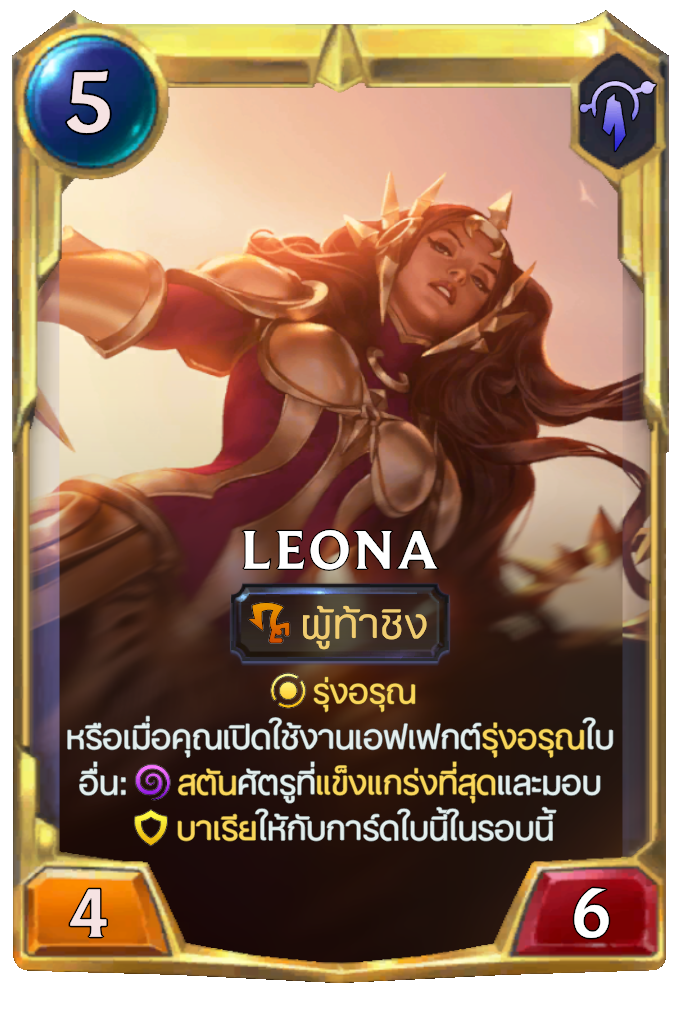 5
LEONA
ผู้ท้าชิง
รุ่งอรุณ
หรือเมื่อคุณเปิดใช้งานเอฟเฟกต์รุ่งอรุณใบ
อื่น: สตันศัตรูที่แข็งแกร่งที่สุดและมอบ
บาเรียให้กับการ์ดใบนี้ในรอบนี้
4
6